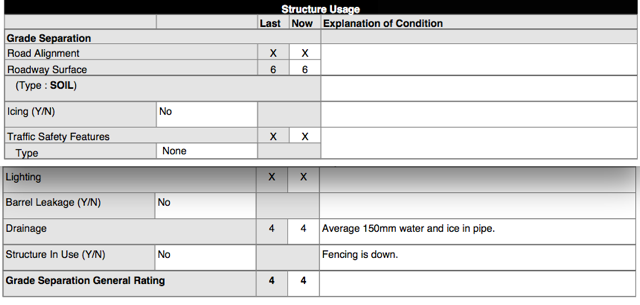 Structure Usage
Last Now Explanation of Condition
Grade Separation
Road Alignment X X
Roadway Surface 6 6
(Type : SOIL)
Icing (Y/N) No
Traffic Safety Features X X
Type None
Lighting X X
Barrel Leakage (Y/N) No
Drainage 4 4 Average 150mm water and ice in pipe.
Structure In Use (Y/N) No Fencing is down.
Grade Separation General Rating 4 4